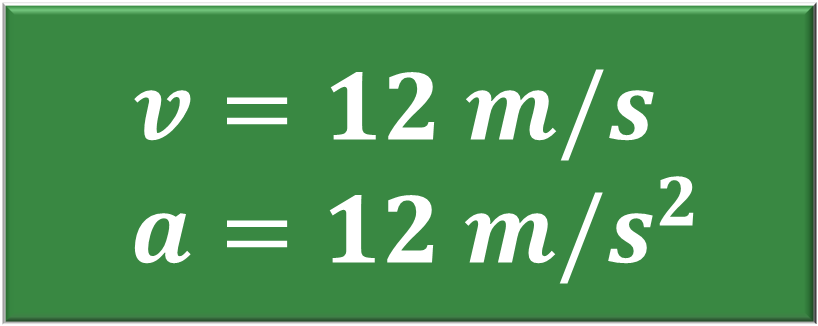 v = 12 m/s
a = 12 m/s²